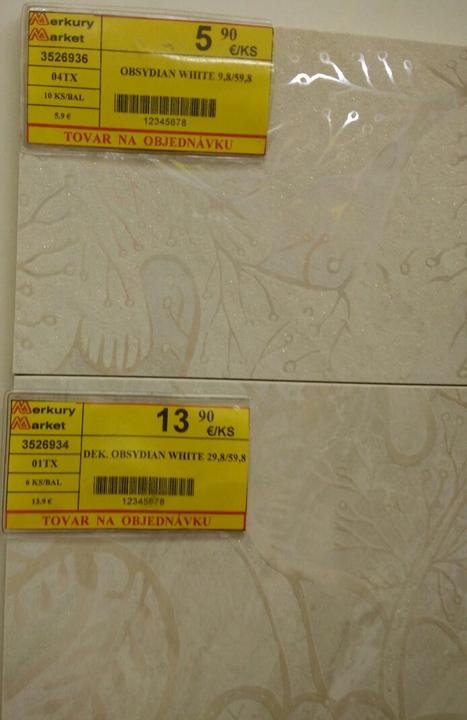 Merkury
Market
5 90
€/KS
3526936
04TX
OBSYDIAN WHITE 9,8/59,8
10 KS/BAL
5,9 €
12345678
TOVAR NA OBJEDNÁVKU
Merkury
Market
13 90
€/KS
3526934
01TX
DEK. OBSYDIAN WHITE 29,8/59,8
6 KS/BAL
13,9 €
12345678
TOVAR NA OBJEDNÁVKU